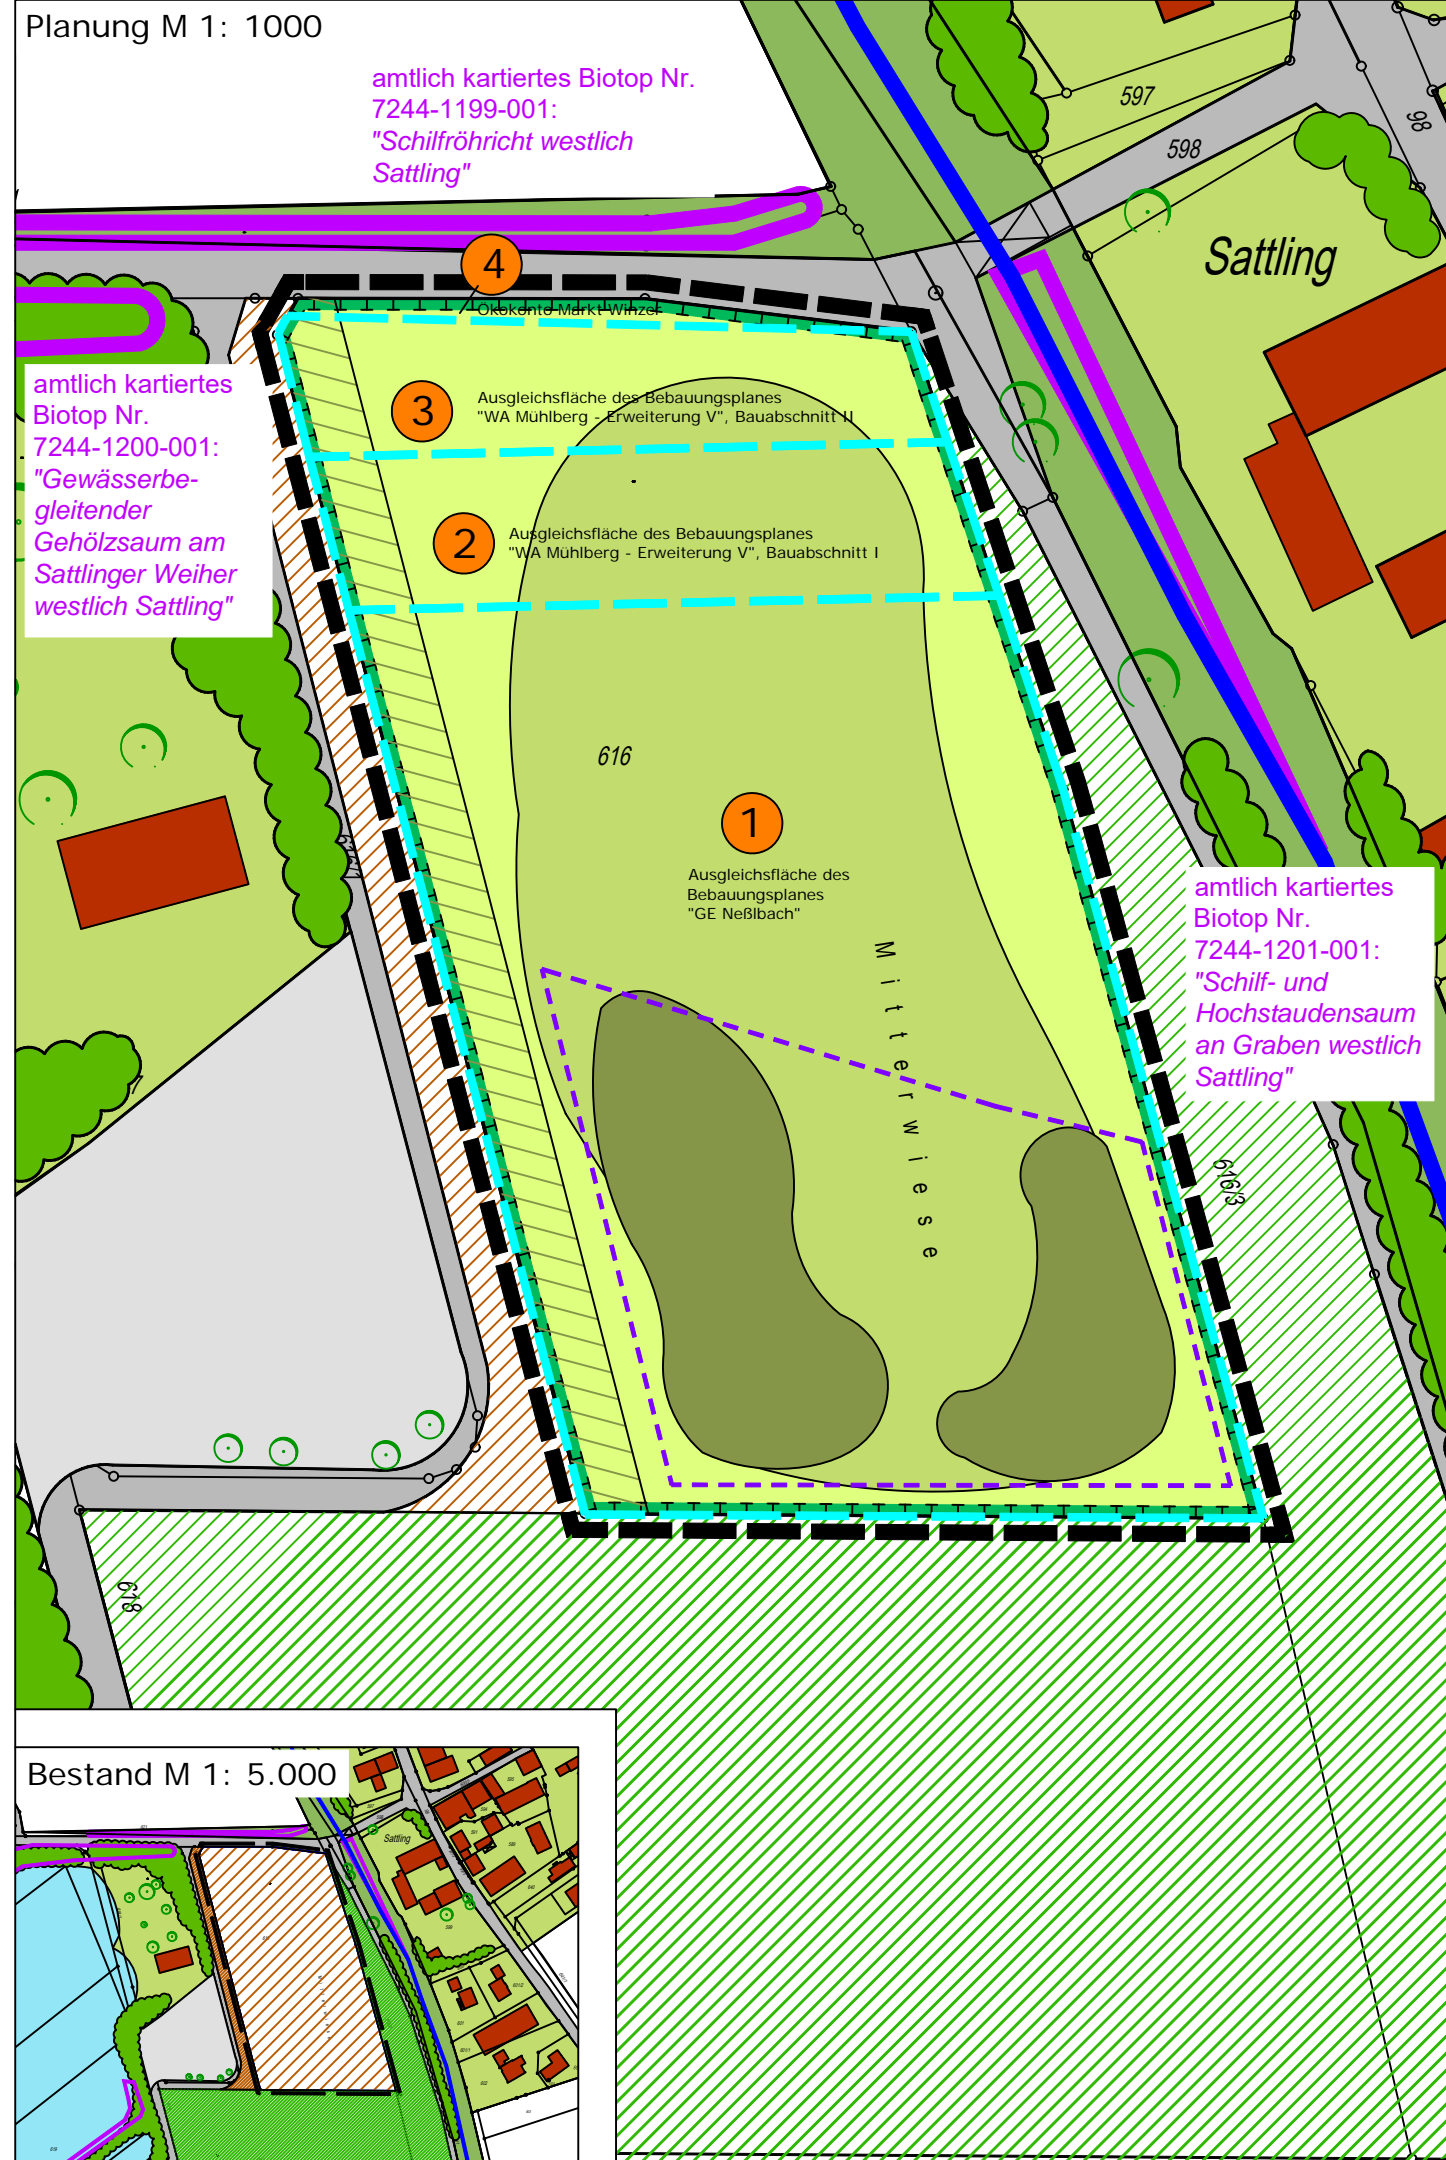 Planung M 1: 1000
amtlich kartiertes Biotop Nr.
7244-1199-001:
"Schilfröhricht westlich
Sattling"
597
598
98
Sattling
4
Ökokonto Markt Winzer
3
Ausgleichsfläche des Bebauungsplanes
"WA Mühlberg - Erweiterung V", Bauabschnitt II
amtlich kartiertes
Biotop Nr.
7244-1200-001:
"Gewässerbe-
gleitender
Gehölzsaum am
Sattlinger Weiher
westlich Sattling"
2
Ausgleichsfläche des Bebauungsplanes
"WA Mühlberg - Erweiterung V", Bauabschnitt I
616
1
Ausgleichsfläche des
Bebauungsplanes
"GE Neßlbach"
616/1
amtlich kartiertes
Biotop Nr.
7244-1201-001:
"Schilf- und
Hochstaudensaum
an Graben westlich
Sattling"
Mitterwiese
616/3
618
Bestand M 1: 5.000
Sattling